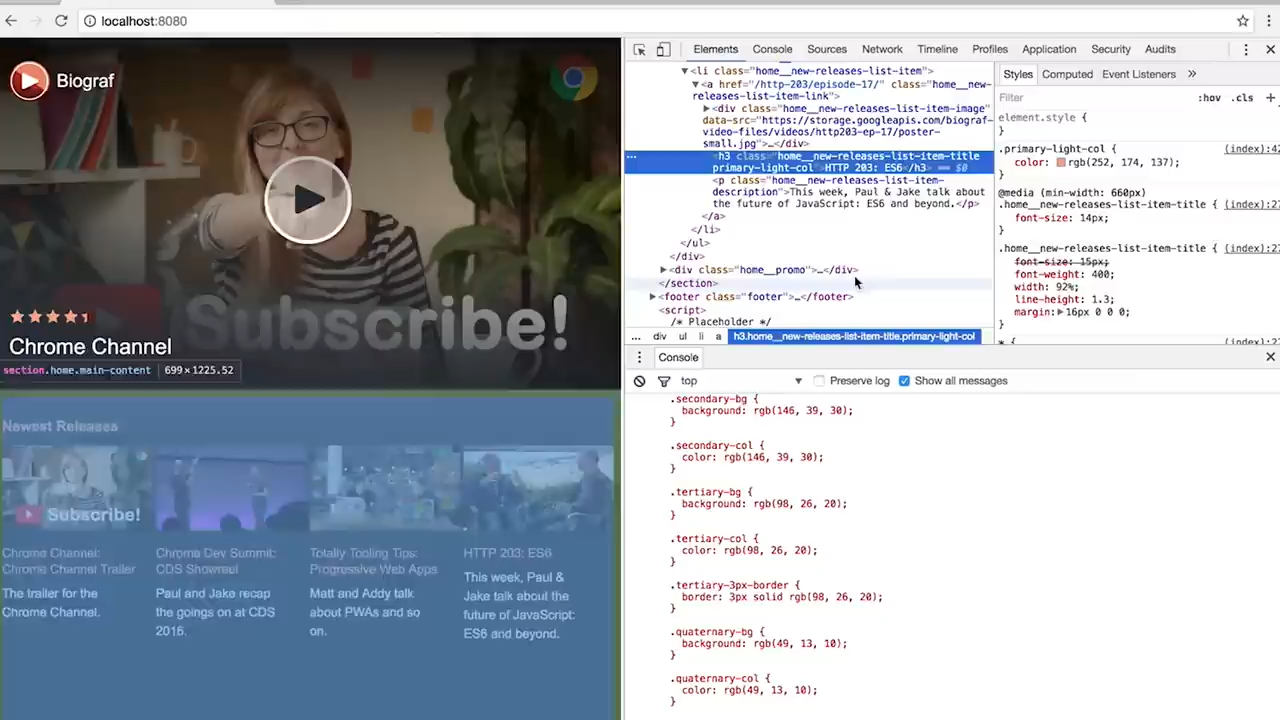 localhost:8080
Biograf
Subscribe!
Chrome Channel
section.home.main-content 699×1225.52
Newest Releases
Subscribe!
Chrome Channel:
Chrome Channel Trailer
The trailer for the
Chrome Channel.
Chrome Dev Summit:
CDS Showreel
Paul and Jake recap
the goings on at CDS
2016.
Totally Tooling Tips:
Progressive Web Apps
Matt and Addy talk
about PWAs and so
on.
HTTP 203: ES6
This week, Paul &
Jake talk about the
future of JavaScript:
ES6 and beyond.
Elements Console Sources Network Timeline Profiles Application Security Audits
▼<li class="home__new-releases-list-item">
▼<a href="/http-203/episode-17/" class="home__new-
releases-list-item-link">
▶<div class="home__new-releases-list-item-image"
data-src="https://storage.googleapis.com/biograf-
video-files/videos/http203-ep-17/poster-
small.jpg">…</div>
<h3 class="home__new-releases-list-item-title
primary-light-col">HTTP 203: ES6</h3> == $0
<p class="home__new-releases-list-item-
description">This week, Paul & Jake talk about
the future of JavaScript: ES6 and beyond.</p>
</a>
</li>
</ul>
</div>
▶<div class="home__promo">…</div>
</section>
▶<footer class="footer">…</footer>
<script>
/* Placeholder */
… div ul li a h3.home__new-releases-list-item-title.primary-light-col
Styles Computed Event Listeners »
Filter :hov .cls +
element.style {
}
.primary-light-col { (index):42
color: rgb(252, 174, 137);
}
@media (min-width: 660px)
.home__new-releases-list-item-title { (index):27
font-size: 14px;
}
.home__new-releases-list-item-title { (index):27
font-size: 15px;
font-weight: 400;
width: 92%;
line-height: 1.3;
margin:▶16px 0 0 0;
}
* {
Console
top ▼ Preserve log Show all messages
.secondary-bg {
background: rgb(146, 39, 30);
}
.secondary-col {
color: rgb(146, 39, 30);
}
.tertiary-bg {
background: rgb(98, 26, 20);
}
.tertiary-col {
color: rgb(98, 26, 20);
}
.tertiary-3px-border {
border: 3px solid rgb(98, 26, 20);
}
.quaternary-bg {
background: rgb(49, 13, 10);
}
.quaternary-col {
color: rgb(49, 13, 10);
}